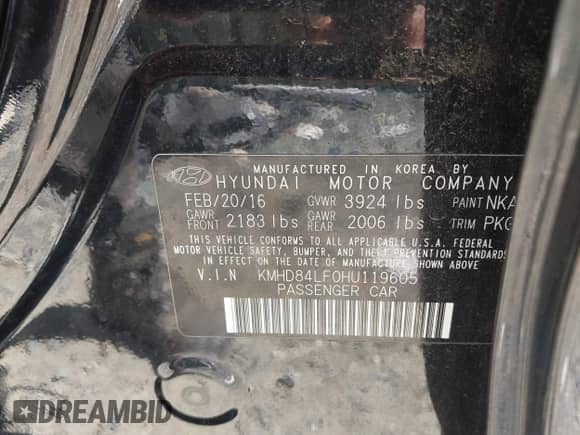 MANUFACTURED IN KOREA BY
HYUNDAI MOTOR COMPANY
FEB/20/16 GVWR 3924 lbs PAINT NKA
GAWR FRONT 2183 lbs GAWR REAR 2006 lbs TRIM PKG
THIS VEHICLE CONFORMS TO ALL APPLICABLE U.S.A. FEDERAL
MOTOR VEHICLE SAFETY, BUMPER, AND THEFT PREVENTION
STANDARDS IN EFFECT ON THE DATE OF MANUFACTURE SHOWN ABOVE.
V.I.N KMHD84LF0HU119605
PASSENGER CAR
DREAMBID